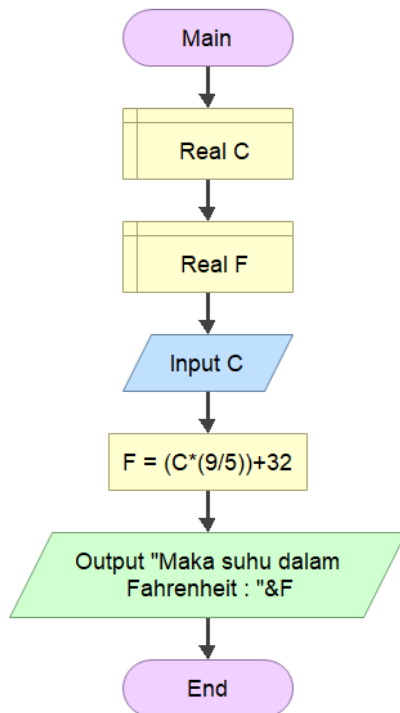 Main
Real C
Real F
Input C
F = (C*(9/5))+32
Output "Maka suhu dalam
Fahrenheit : "&F
End